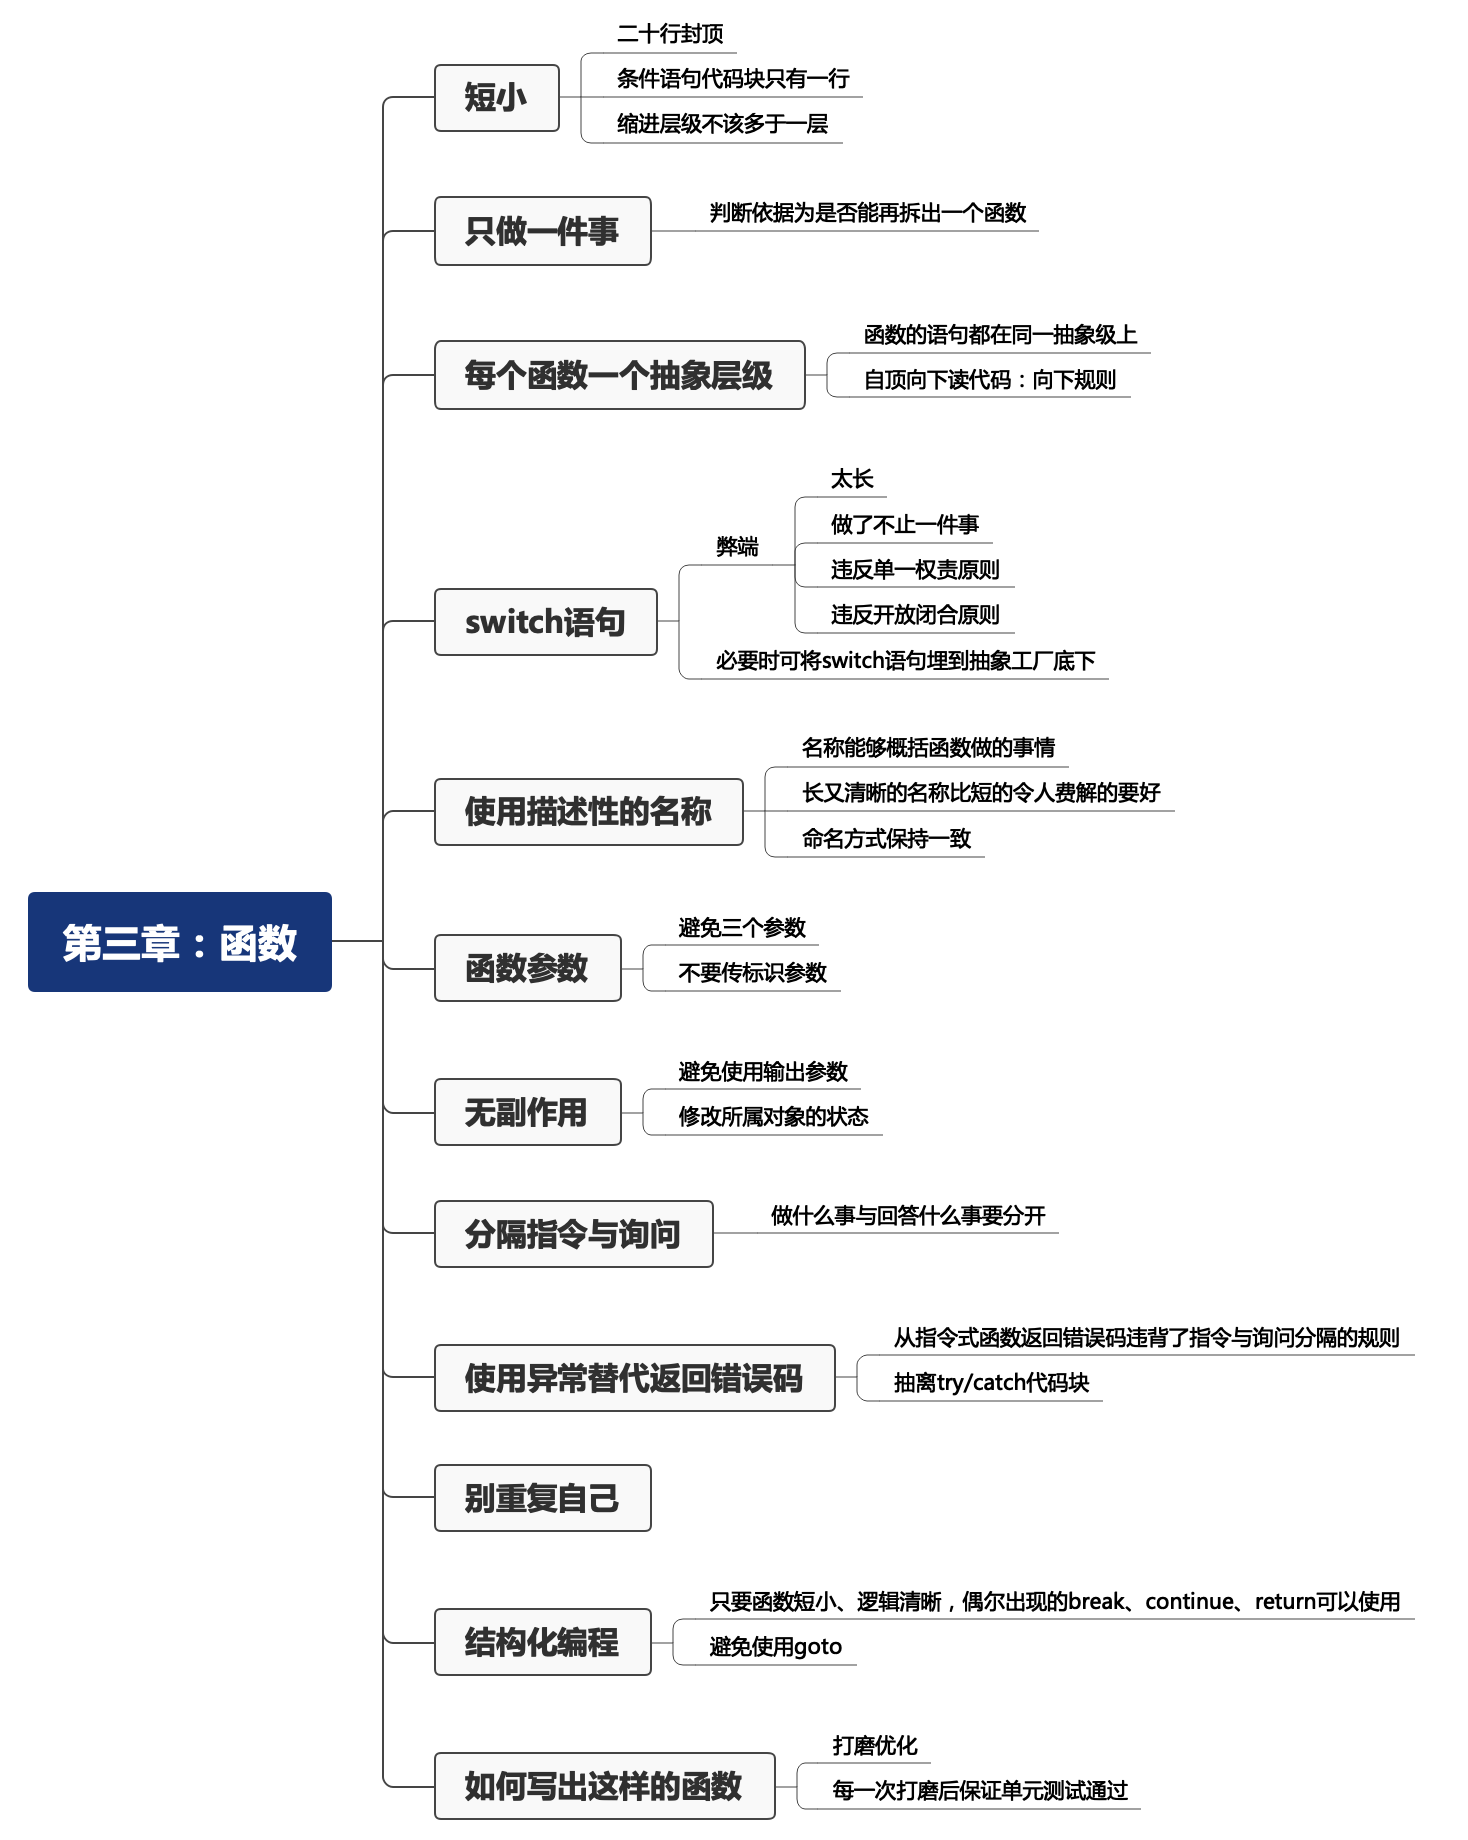 第三章：函数
短小
二十行封顶
条件语句代码块只有一行
缩进层级不该多于一层
只做一件事
判断依据为是否能再拆出一个函数
每个函数一个抽象层级
函数的语句都在同一抽象级上
自顶向下读代码：向下规则
switch语句
弊端
太长
做了不止一件事
违反单一权责原则
违反开放闭合原则
必要时可将switch语句埋到抽象工厂底下
使用描述性的名称
名称能够概括函数做的事情
长又清晰的名称比短的令人费解的要好
命名方式保持一致
函数参数
避免三个参数
不要传标识参数
无副作用
避免使用输出参数
修改所属对象的状态
分隔指令与询问
做什么事与回答什么事要分开
使用异常替代返回错误码
从指令式函数返回错误码违背了指令与询问分隔的规则
抽离try/catch代码块
别重复自己
结构化编程
只要函数短小、逻辑清晰，偶尔出现的break、continue、return可以使用
避免使用goto
如何写出这样的函数
打磨优化
每一次打磨后保证单元测试通过